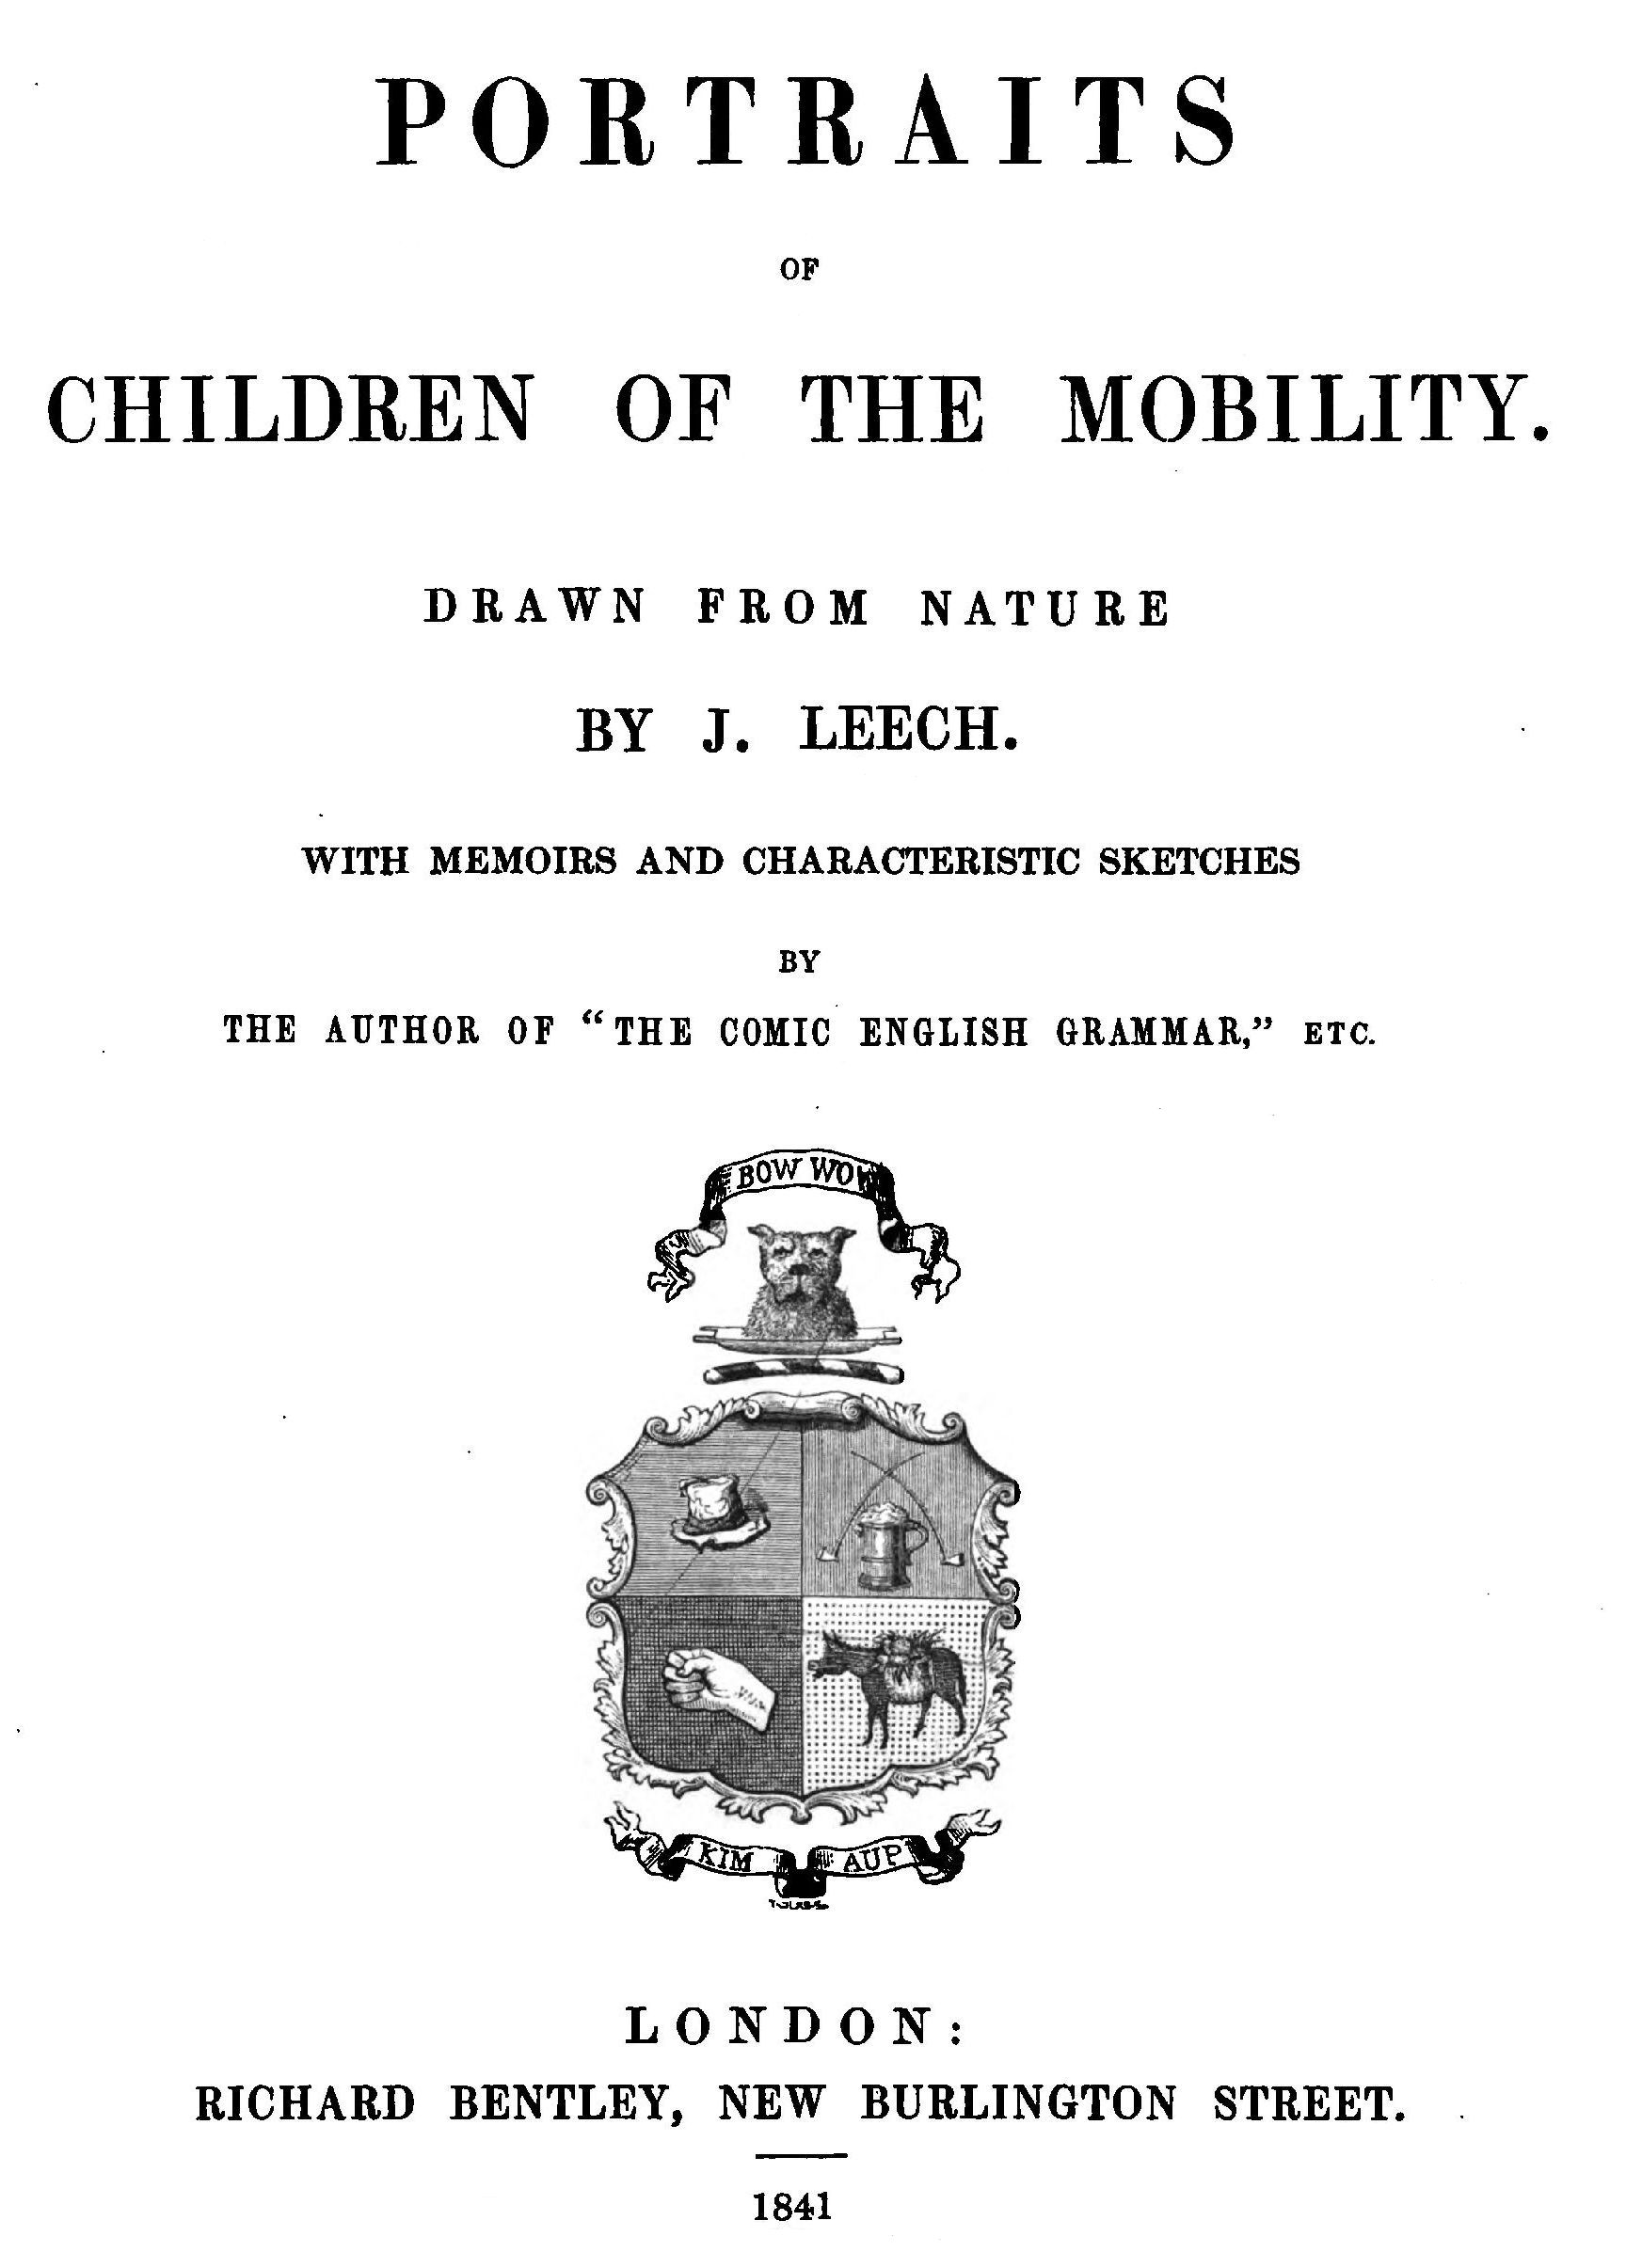 PORTRAITS
OF
CHILDREN OF THE MOBILITY.
DRAWN FROM NATURE
BY J. LEECH.
WITH MEMOIRS AND CHARACTERISTIC SKETCHES
BY
THE AUTHOR OF “THE COMIC ENGLISH GRAMMAR,” ETC.
BOW WOW
KIM AUP
LONDON:
RICHARD BENTLEY, NEW BURLINGTON STREET.
1841